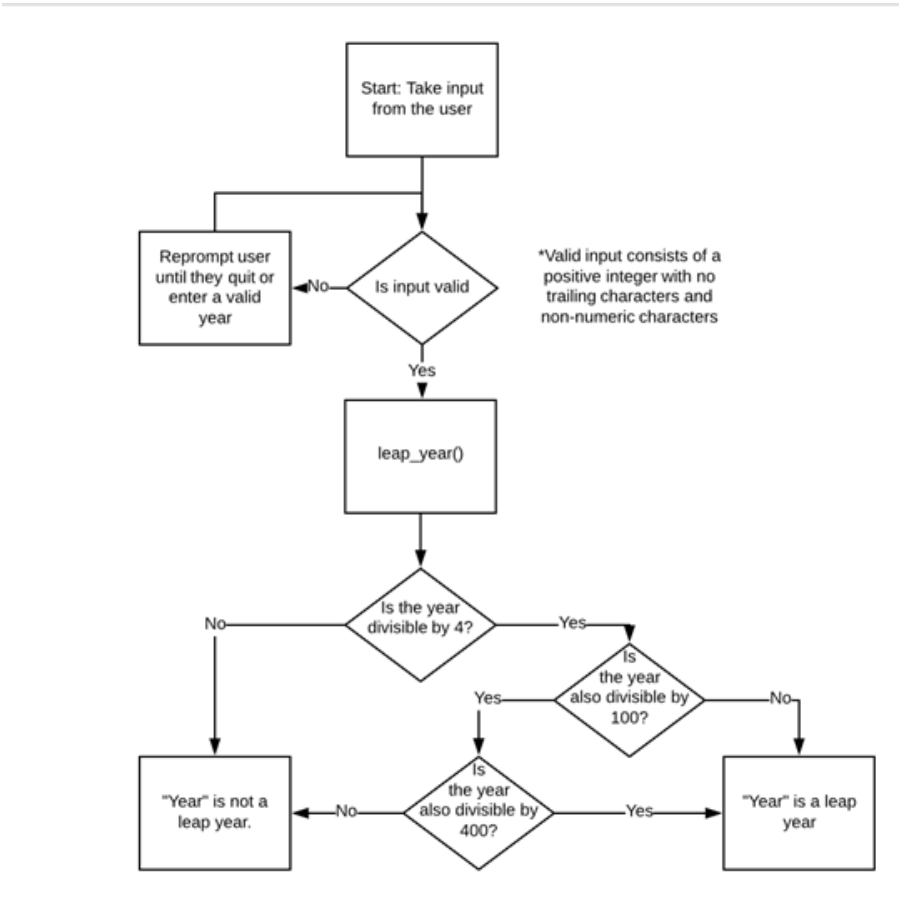 Start: Take input
from the user
Reprompt user
until they quit or
enter a valid
year
No
Is input valid
*Valid input consists of a
positive integer with no
trailing characters and
non-numeric characters
Yes
leap_year()
Is the year
divisible by 4?
No
Yes
Is
the year
also divisible by
100?
Yes
No
"Year" is not a
leap year.
No
Is
the year
also divisible by
400?
Yes
"Year" is a leap
year